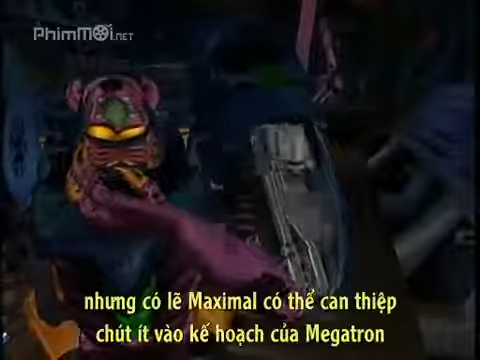 PhimMoi.NET
nhưng có lẽ Maximal có thể can thiệp
chút ít vào kế hoạch của Megatron